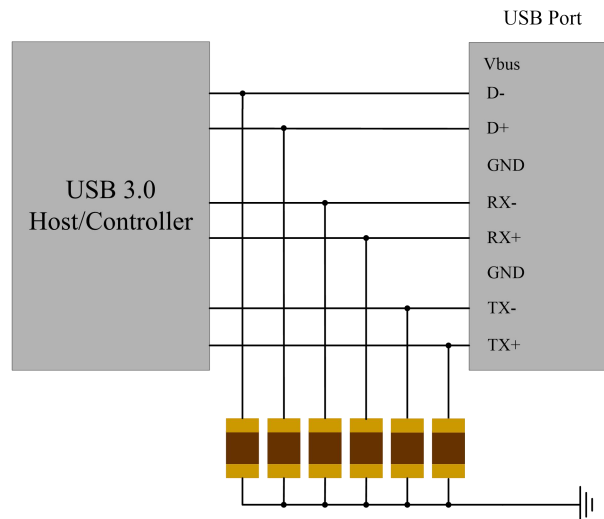 USB Port
USB 3.0
Host/Controller
Vbus
D-
D+
GND
RX-
RX+
GND
TX-
TX+